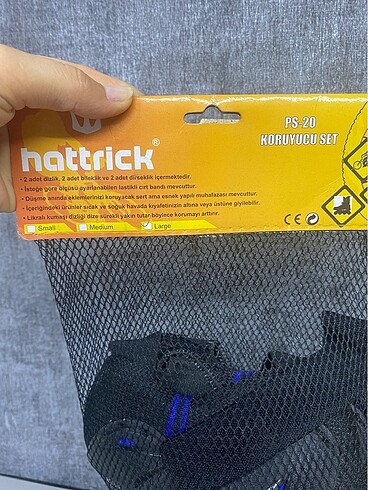 hattrick®
PS-20
KORUYUCU SET
• 2 adet dizlik, 2 adet bileklik ve 2 adet dirseklik içermektedir.
• İsteğe göre ölçüsü ayarlanabilen lastikli cırt bandı mevcuttur.
• Düşme anında eklemlerinizi koruyacak sert sma esnek yapılı muhafazası mevcuttur.
• İçeriğindeki ürünler sıcak ve soğuk havada kıyafetinizin altına veya üstüne giyilebilir.
• Likralı kumaşı dizliği dize sürekli yakın tutar böylece korumayı arttırır.
Small Medium Large
CE